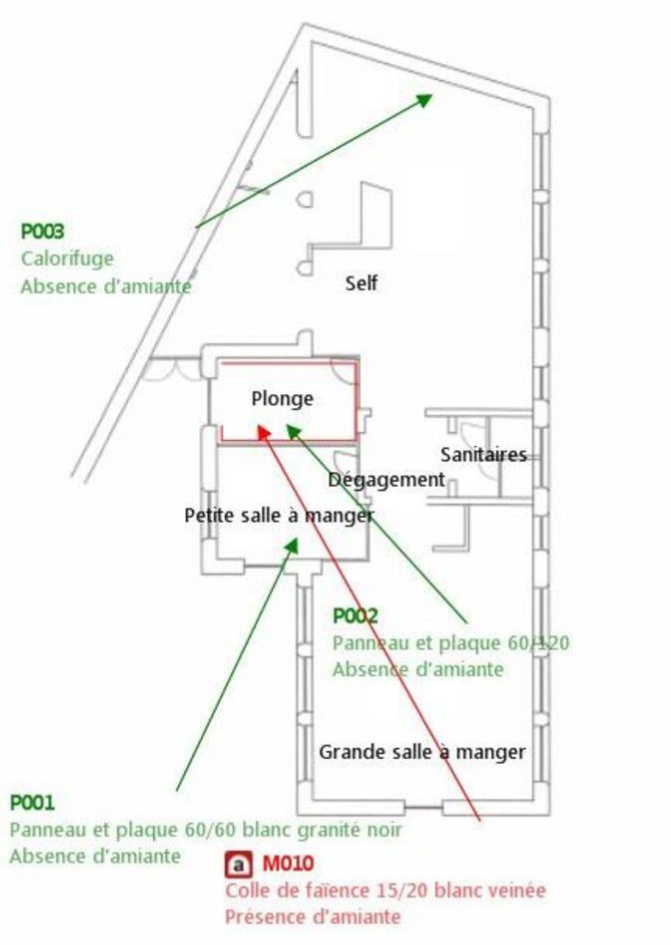 P003
Calorifuge
Absence d'amiante
Self
Plonge
Sanitaires
Dégagement
Petite salle à manger
P002
Panneau et plaque 60/120
Absence d'amiante
Grande salle à manger
P001
Panneau et plaque 60/60 blanc granité noir
Absence d'amiante
a M010
Colle de faïence 15/20 blanc veinée
Présence d'amiante